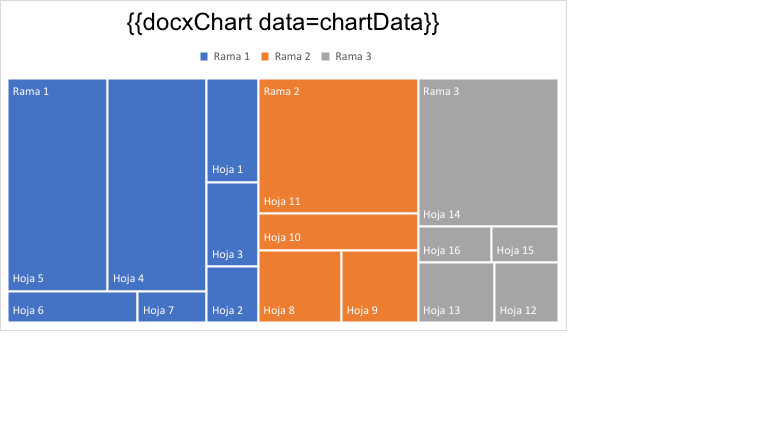 {{docxChart data=chartData}}
Rama 1 Rama 2 Rama 3
Rama 1
Hoja 5
Hoja 4
Hoja 6
Hoja 7
Hoja 1
Hoja 3
Hoja 2
Rama 2
Hoja 11
Hoja 10
Hoja 8
Hoja 9
Rama 3
Hoja 14
Hoja 16
Hoja 15
Hoja 13
Hoja 12